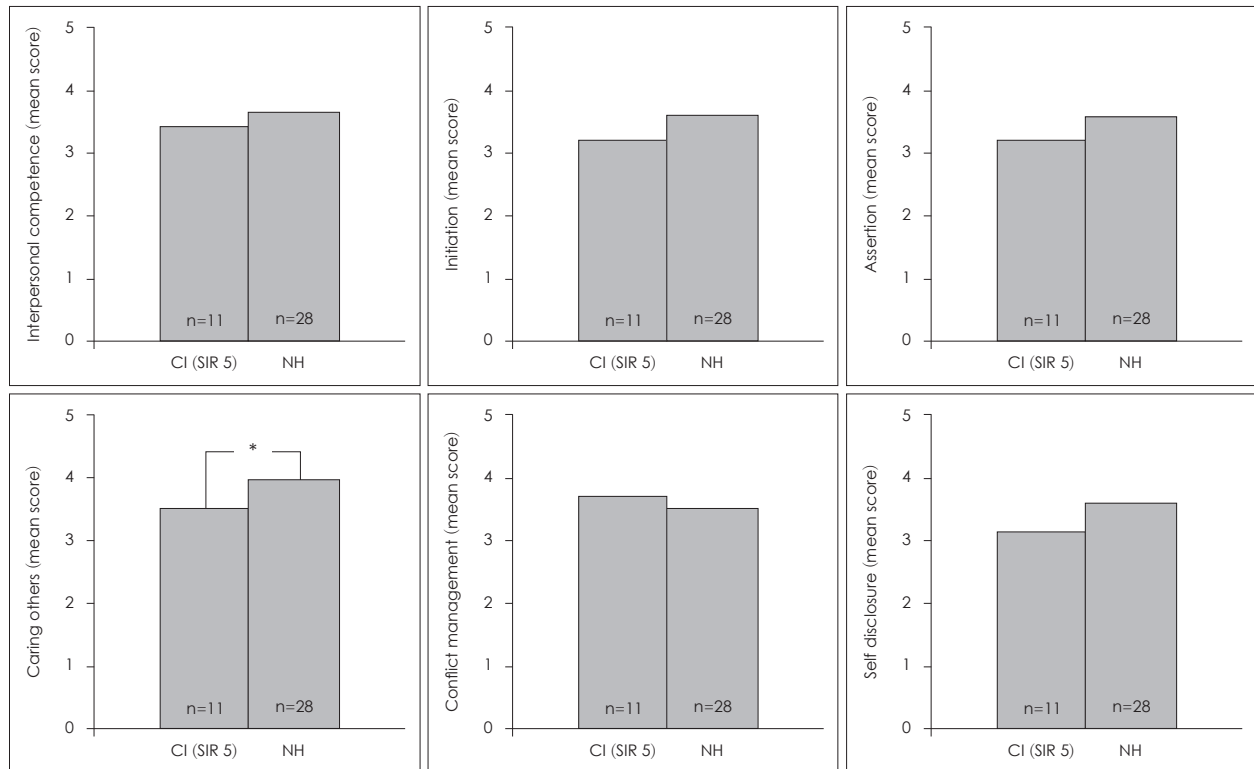 Interpersonal competence (mean score)
5
4
3
2
1
0
n=11
n=28
CI (SIR 5)
NH
Initiation (mean score)
5
4
3
2
1
0
n=11
n=28
CI (SIR 5)
NH
Assertion (mean score)
5
4
3
2
1
0
n=11
n=28
CI (SIR 5)
NH
Caring others (mean score)
5
4
3
2
1
0
*
n=11
n=28
CI (SIR 5)
NH
Conflict management (mean score)
5
4
3
2
1
0
n=11
n=28
CI (SIR 5)
NH
Self disclosure (mean score)
5
4
3
2
1
0
n=11
n=28
CI (SIR 5)
NH